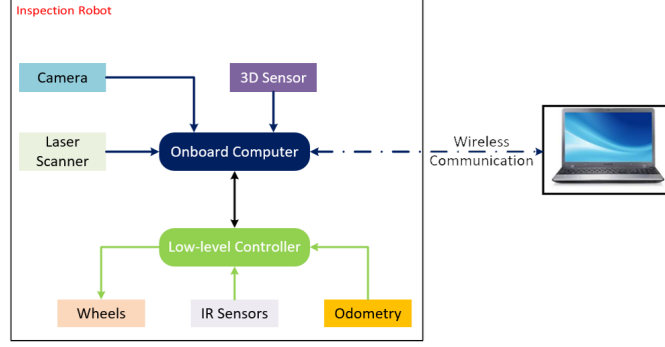 Inspection Robot
Camera
3D Sensor
Laser
Scanner
Onboard Computer
Wireless
Communication
Low-level Controller
Wheels
IR Sensors
Odometry